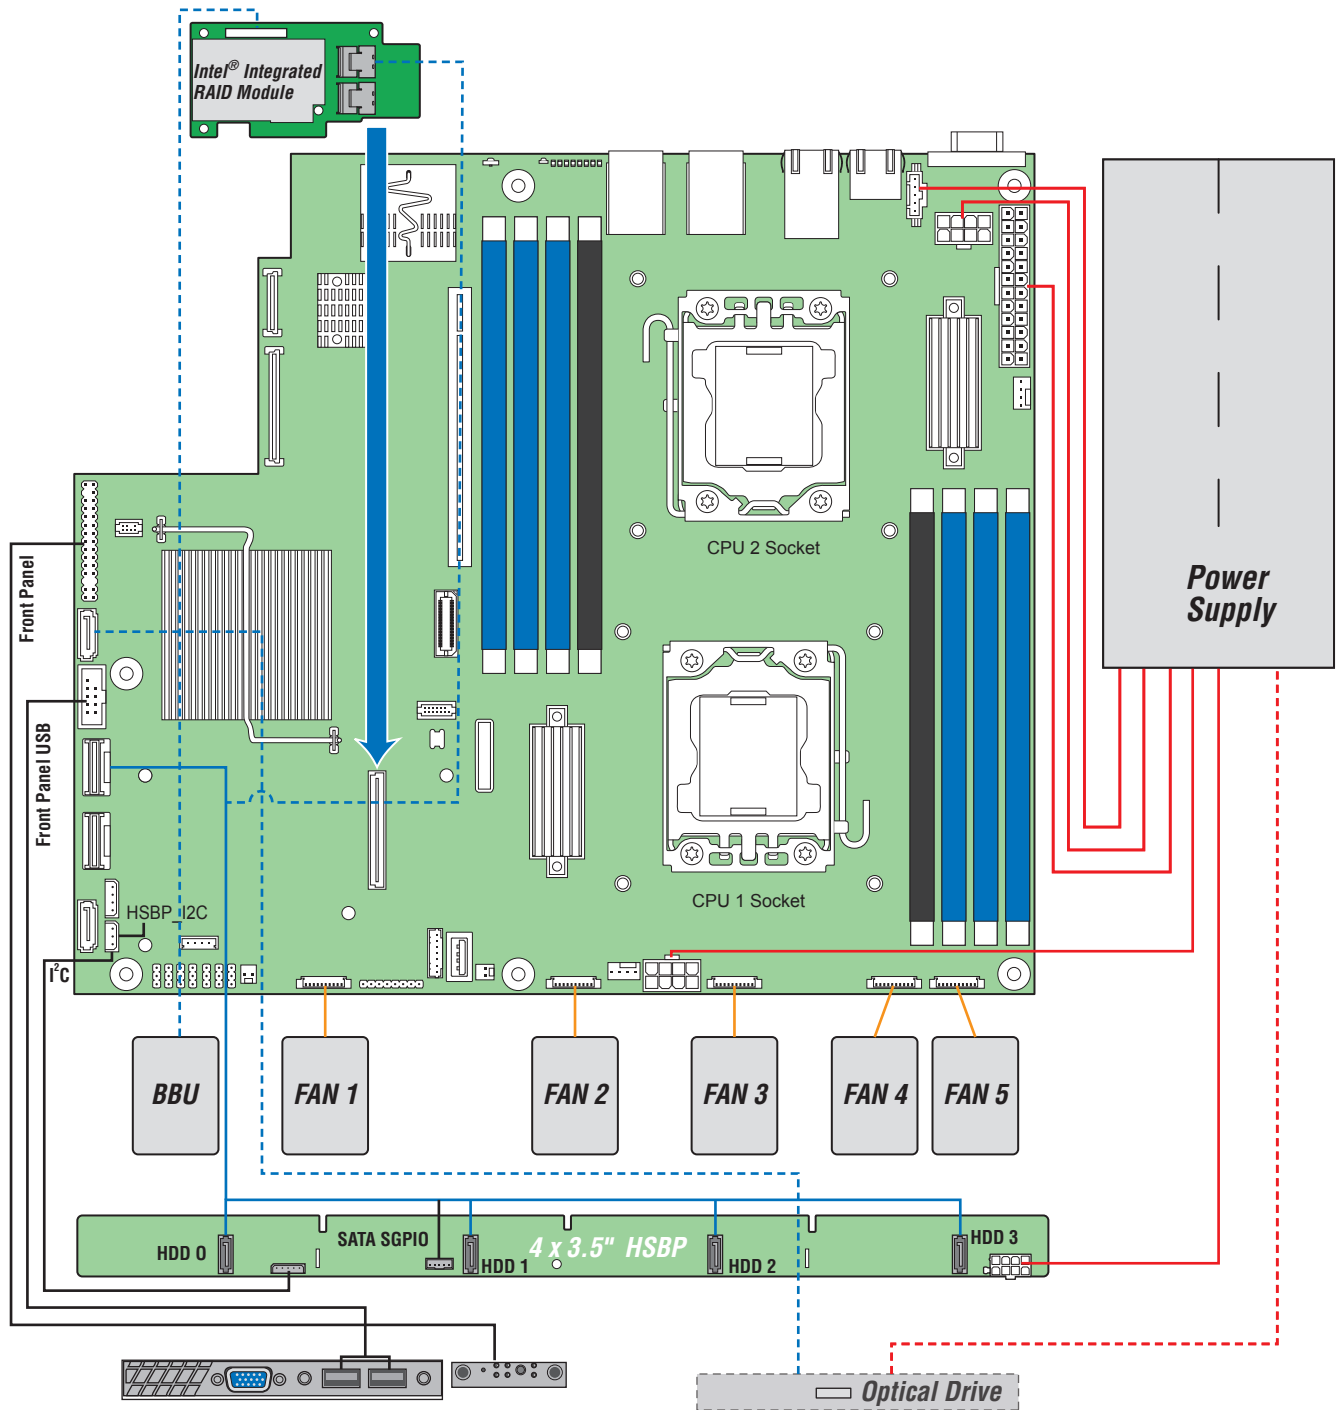 Intel® Integrated
RAID Module
CPU 2 Socket
Power
Supply
Front Panel
Front Panel USB
CPU 1 Socket
HSBP_I2C
I²C
BBU
FAN 1
FAN 2
FAN 3
FAN 4
FAN 5
HDD 0
SATA SGPIO
HDD 1
4 x 3.5" HSBP
HDD 2
HDD 3
Optical Drive